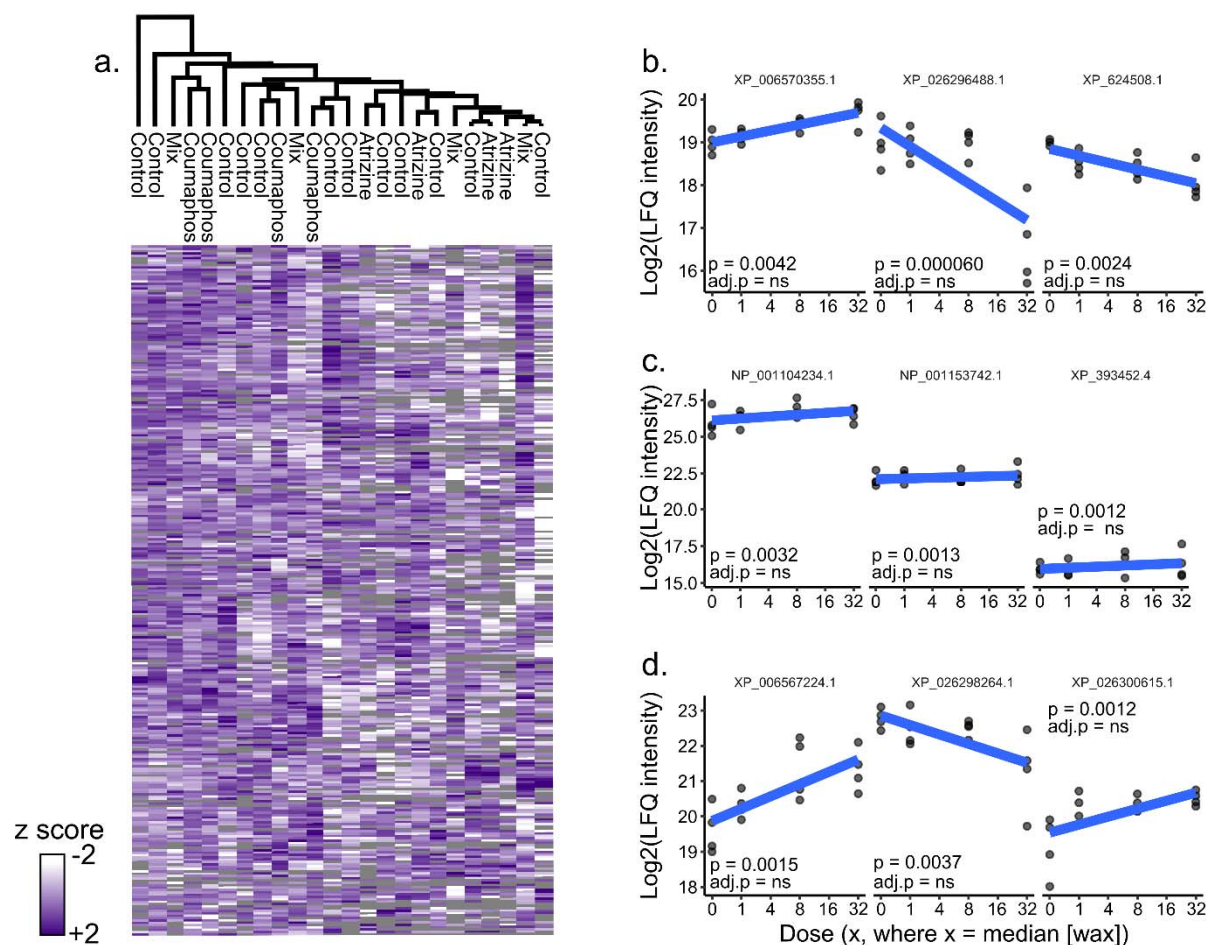 a.
Control
Control
Mix
Coumaphos
Coumaphos
Control
Control
Control
Coumaphos
Mix
Coumaphos
Control
Control
Atrizine
Control
Control
Atrizine
Control
Mix
Control
Atrizine
Atrizine
Mix
Control
z score
-2
+2
b.
XP_006570355.1 XP_026296488.1 XP_624508.1
Log2(LFQ intensity)
20
19
18
17
16
p = 0.0042
adj.p = ns
p = 0.000060
adj.p = ns
p = 0.0024
adj.p = ns
0 1 4 8 16 32 0 1 4 8 16 32 0 1 4 8 16 32
c.
NP_001104234.1 NP_001153742.1 XP_393452.4
Log2(LFQ intensity)
27.5
25.0
22.5
20.0
17.5
15.0
p = 0.0032
adj.p = ns
p = 0.0013
adj.p = ns
p = 0.0012
adj.p = ns
0 1 4 8 16 32 0 1 4 8 16 32 0 1 4 8 16 32
d.
XP_006567224.1 XP_026298264.1 XP_026300615.1
Log2(LFQ intensity)
23
22
21
20
19
18
p = 0.0015
adj.p = ns
p = 0.0037
adj.p = ns
p = 0.0012
adj.p = ns
0 1 4 8 16 32 0 1 4 8 16 32 0 1 4 8 16 32
Dose (x, where x = median [wax])